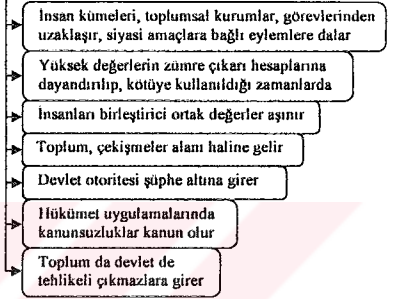 İnsan kümeleri, toplumsal kurumlar, görevlerinden
uzaklaşır, siyasi amaçlara bağlı eylemlere dalar
Yüksek değerlerin zümre çıkarı hesaplarına
dayandırılıp, kötüye kullanıldığı zamanlarda
İnsanları birleştirici ortak değerler aşınır
Toplum, çekişmeler alanı haline gelir
Devlet otoritesi şüphe altına girer
Hükümet uygulamalarında
kanunsuzluklar kanun olur
Toplum da devlet de
tehlikeli çıkmazlara girer